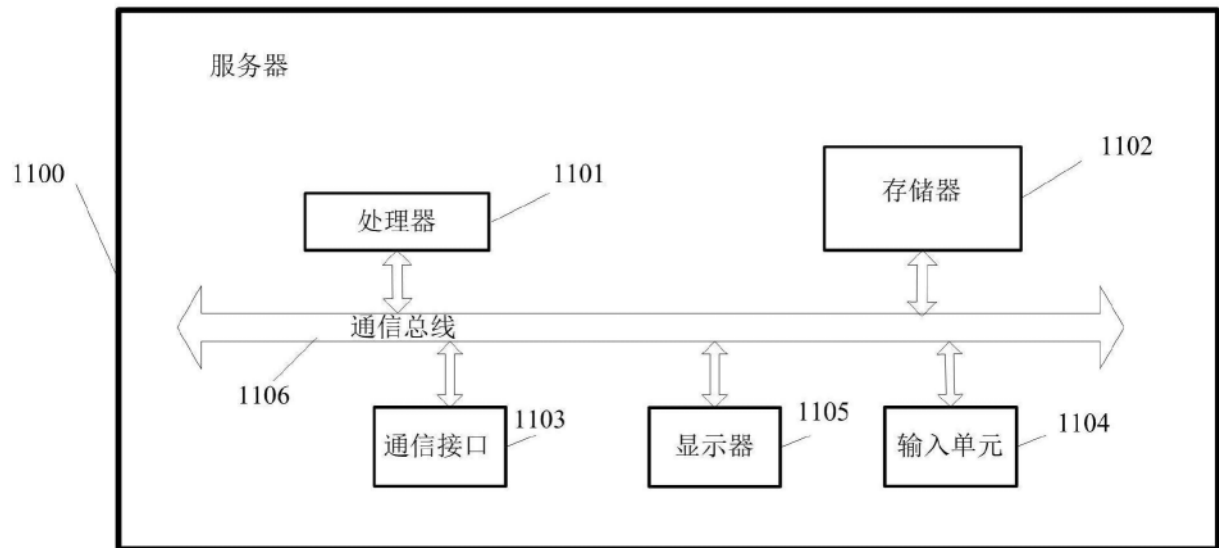 服务器
1102
1100
1101
存储器
处理器
通信总线
1106
1103
1105
1104
通信接口
显示器
输入单元